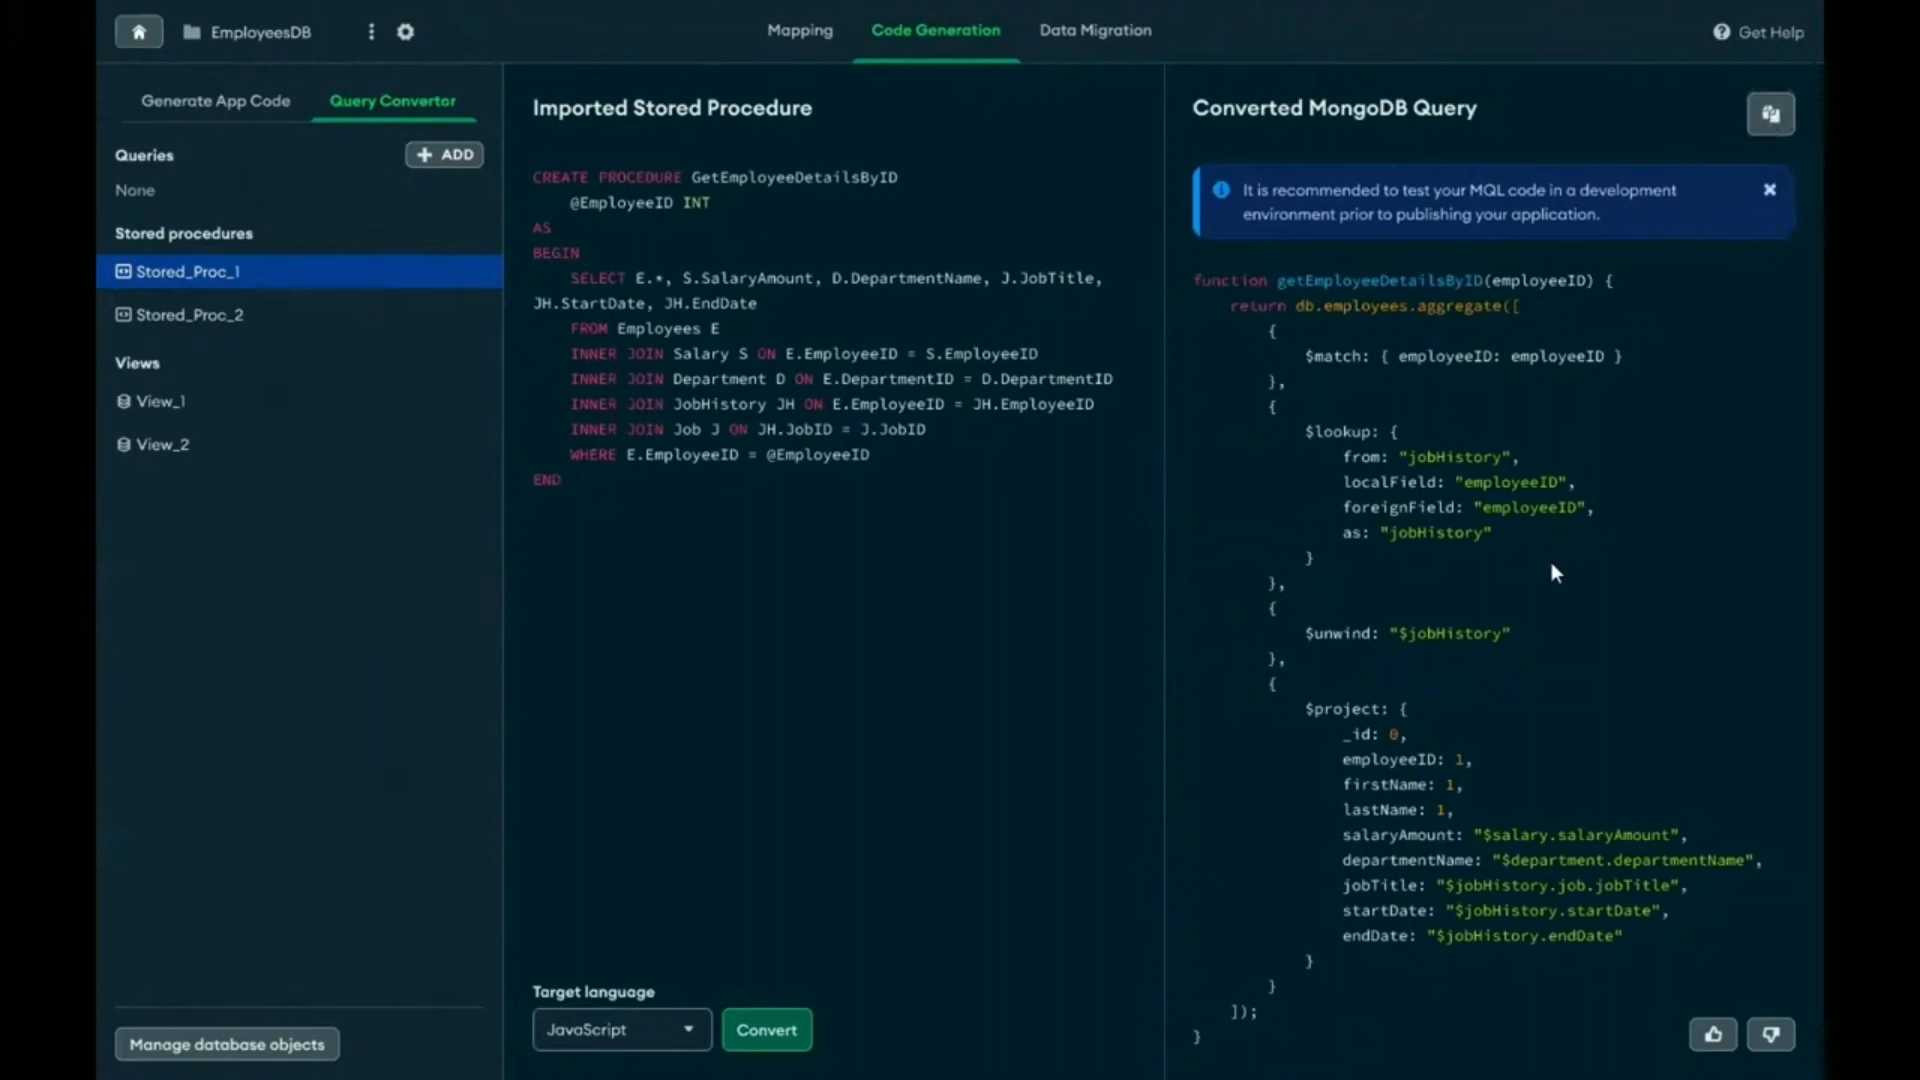 EmployeesDB
Mapping
Code Generation
Data Migration
Get Help
Generate App Code
Query Convertor
Queries
ADD
None
Stored procedures
Stored_Proc_1
Stored_Proc_2
Views
View_1
View_2
Manage database objects
Imported Stored Procedure
CREATE PROCEDURE GetEmployeeDetailsByID
@EmployeeID INT
AS
BEGIN
SELECT E.*, S.SalaryAmount, D.DepartmentName, J.JobTitle,
JH.StartDate, JH.EndDate
FROM Employees E
INNER JOIN Salary S ON E.EmployeeID = S.EmployeeID
INNER JOIN Department D ON E.DepartmentID = D.DepartmentID
INNER JOIN JobHistory JH ON E.EmployeeID = JH.EmployeeID
INNER JOIN Job J ON JH.JobID = J.JobID
WHERE E.EmployeeID = @EmployeeID
END
Target language
JavaScript
Convert
Converted MongoDB Query
It is recommended to test your MQL code in a development
environment prior to publishing your application.
function getEmployeeDetailsByID(employeeID) {
return db.employees.aggregate([
{
$match: { employeeID: employeeID }
},
{
$lookup: {
from: "jobHistory",
localField: "employeeID",
foreignField: "employeeID",
as: "jobHistory"
}
},
{
$unwind: "$jobHistory"
},
{
$project: {
_id: 0,
employeeID: 1,
firstName: 1,
lastName: 1,
salaryAmount: "$salary.salaryAmount",
departmentName: "$department.departmentName",
jobTitle: "$jobHistory.job.jobTitle",
startDate: "$jobHistory.startDate",
endDate: "$jobHistory.endDate"
}
}
]);
}